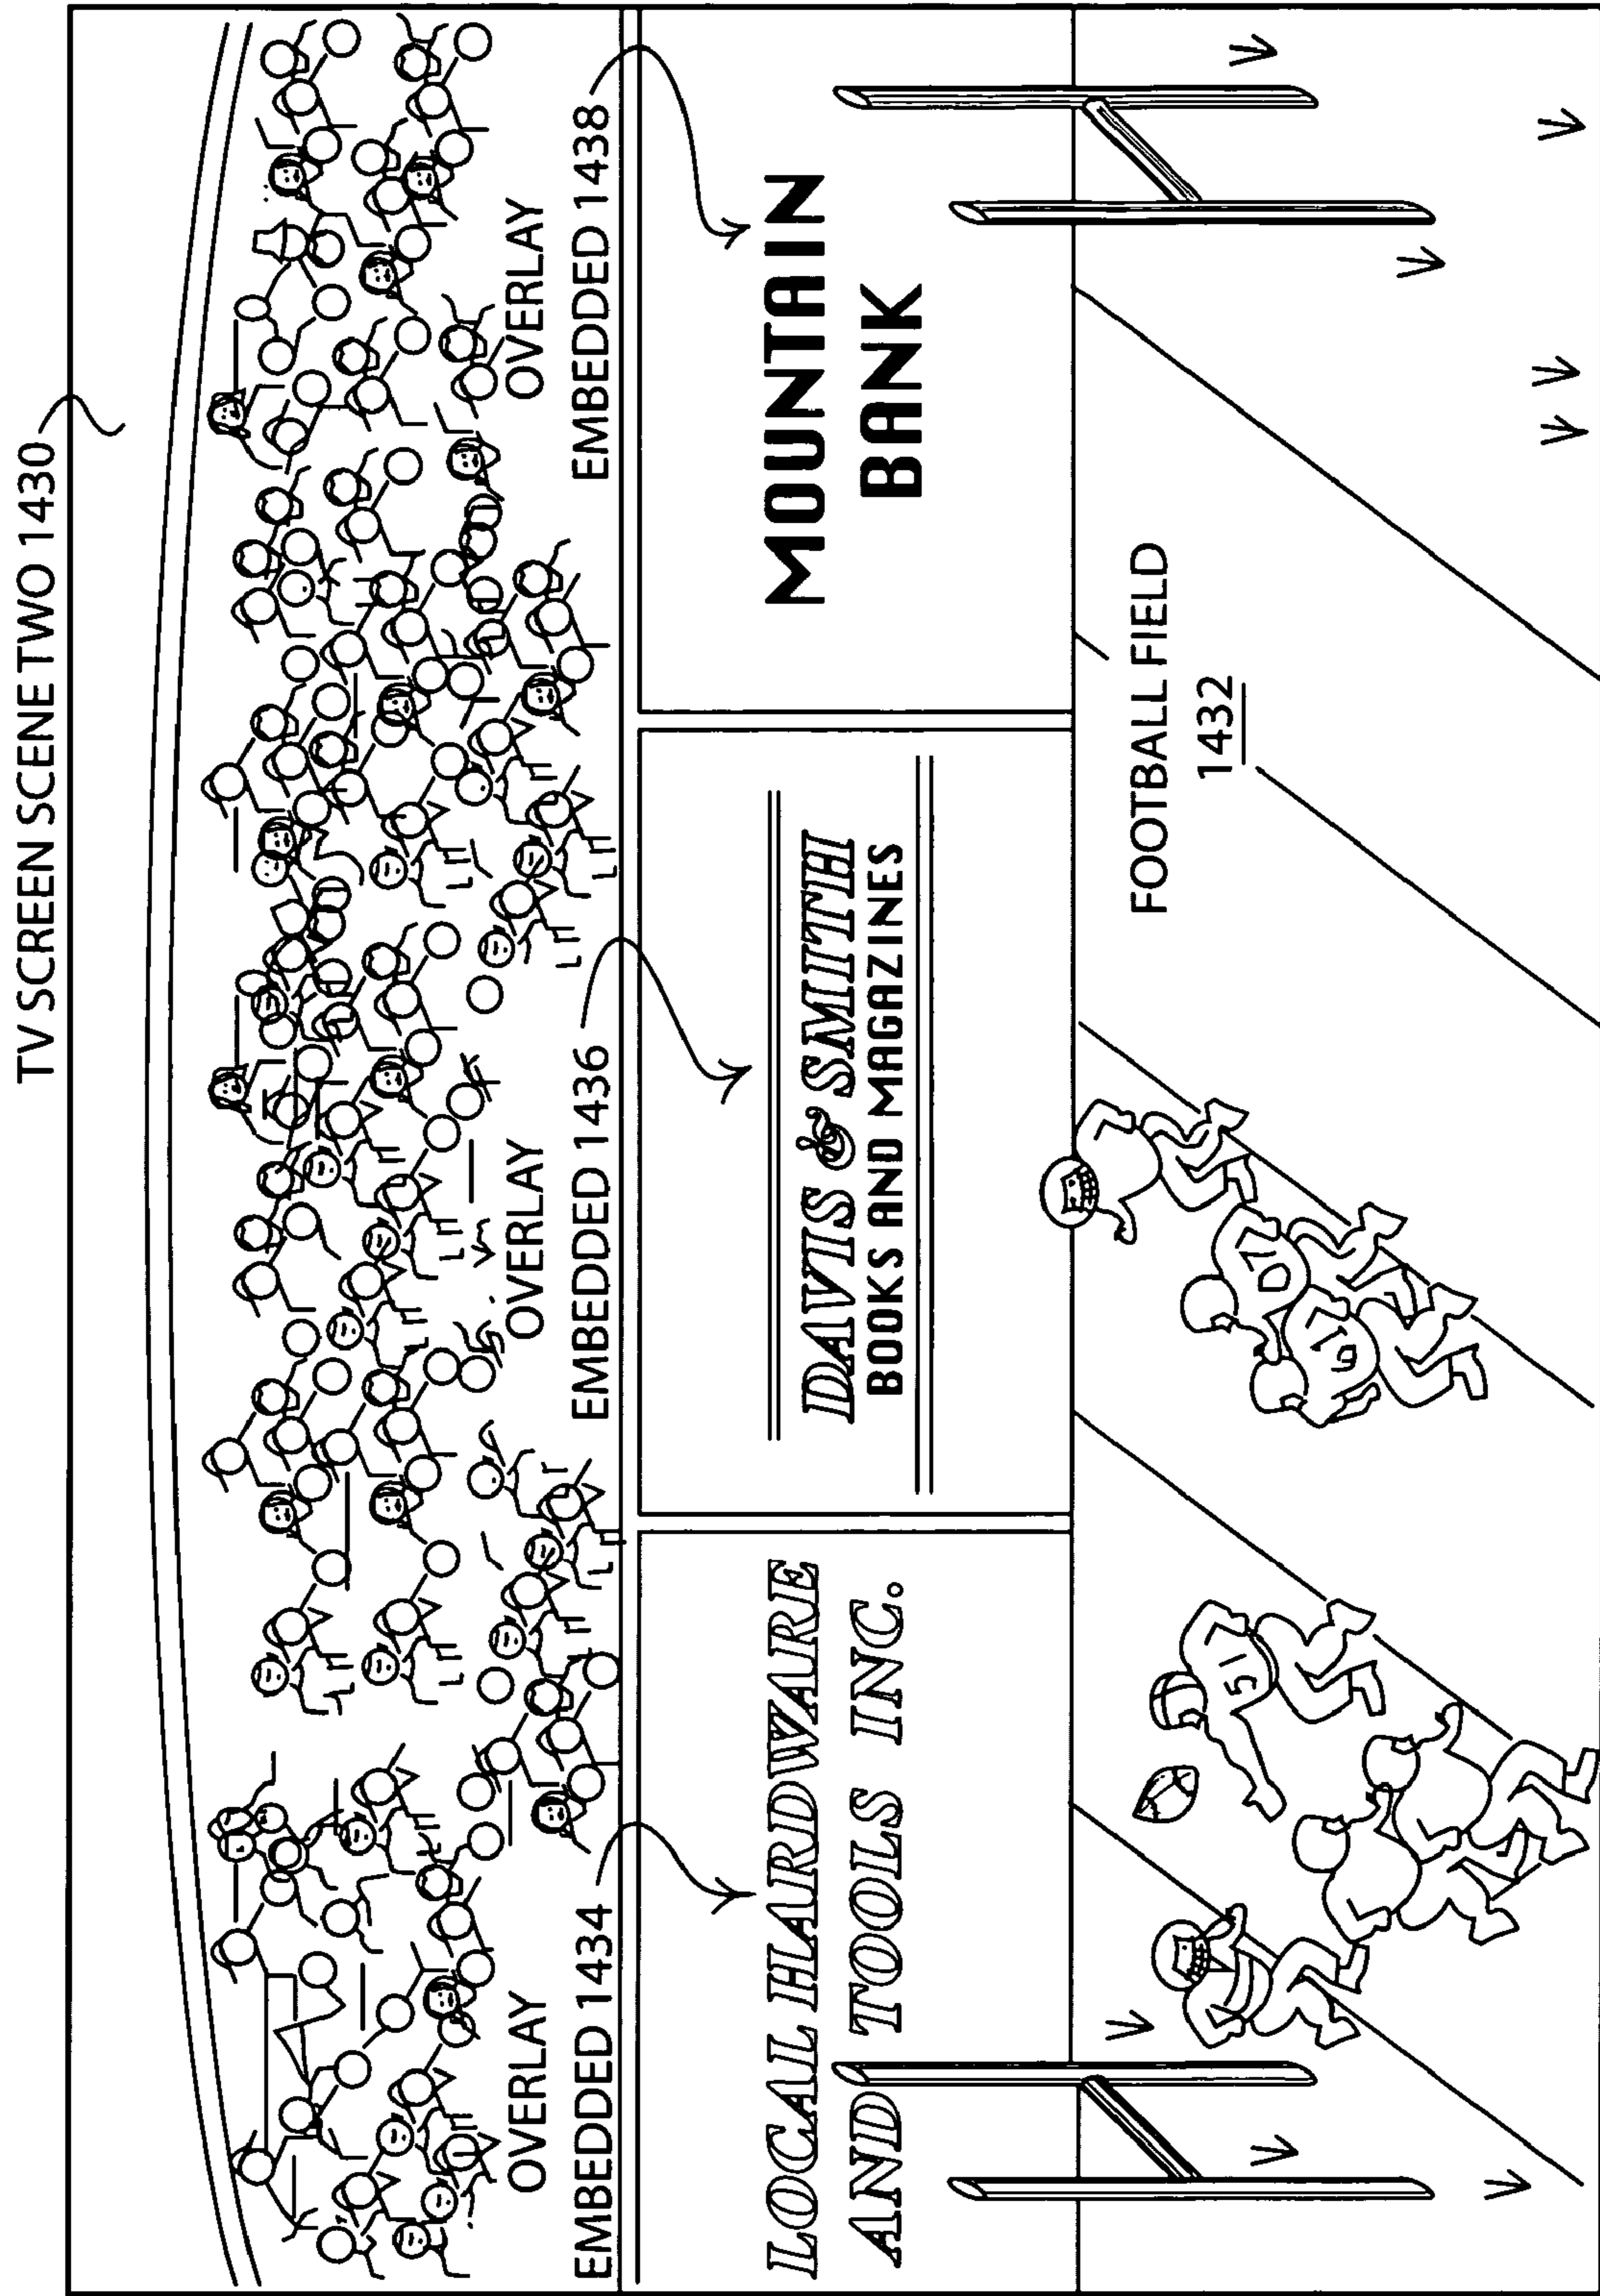 TV SCREEN SCENE TWO 1430
OVERLAY
EMBEDDED 1434
OVERLAY
EMBEDDED 1436
OVERLAY
EMBEDDED 1438
LOCAL HARDWARE
AND TOOLS INC.
DAVIS & SMITH
BOOKS AND MAGAZINES
MOUNTAIN
BANK
FOOTBALL FIELD
1432
15